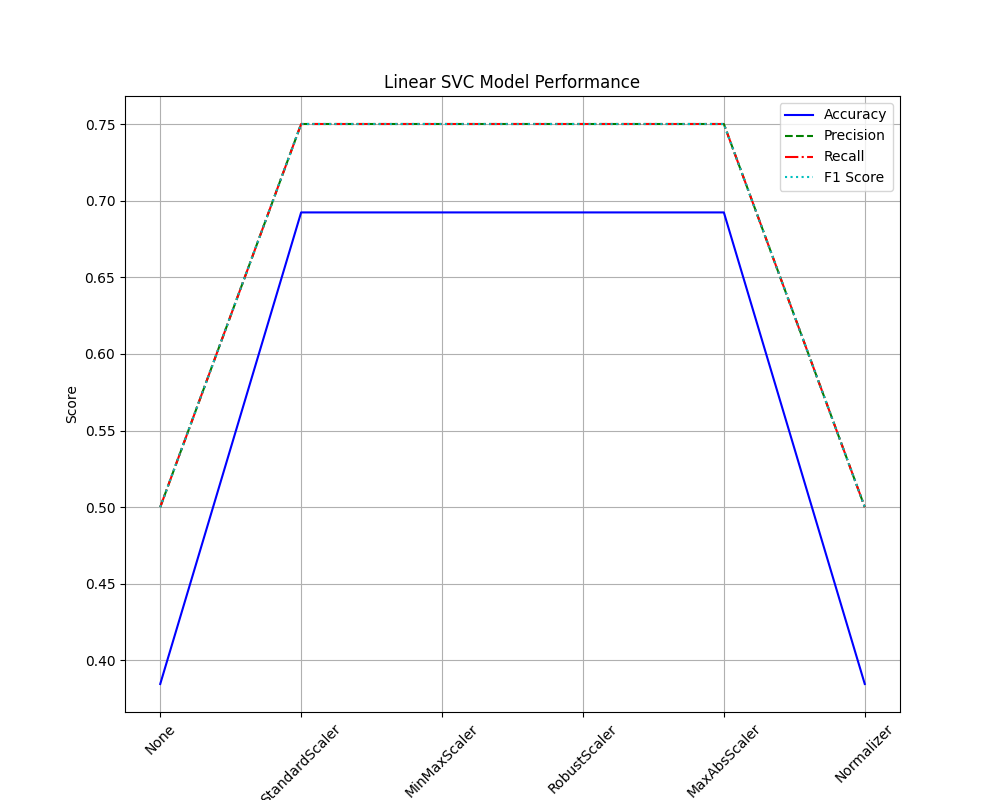 Linear SVC Model Performance
Accuracy
Precision
Recall
F1 Score
0.75
0.70
0.65
0.60
0.55
0.50
0.45
0.40
Score
None
StandardScaler
MinMaxScaler
RobustScaler
MaxAbsScaler
Normalizer